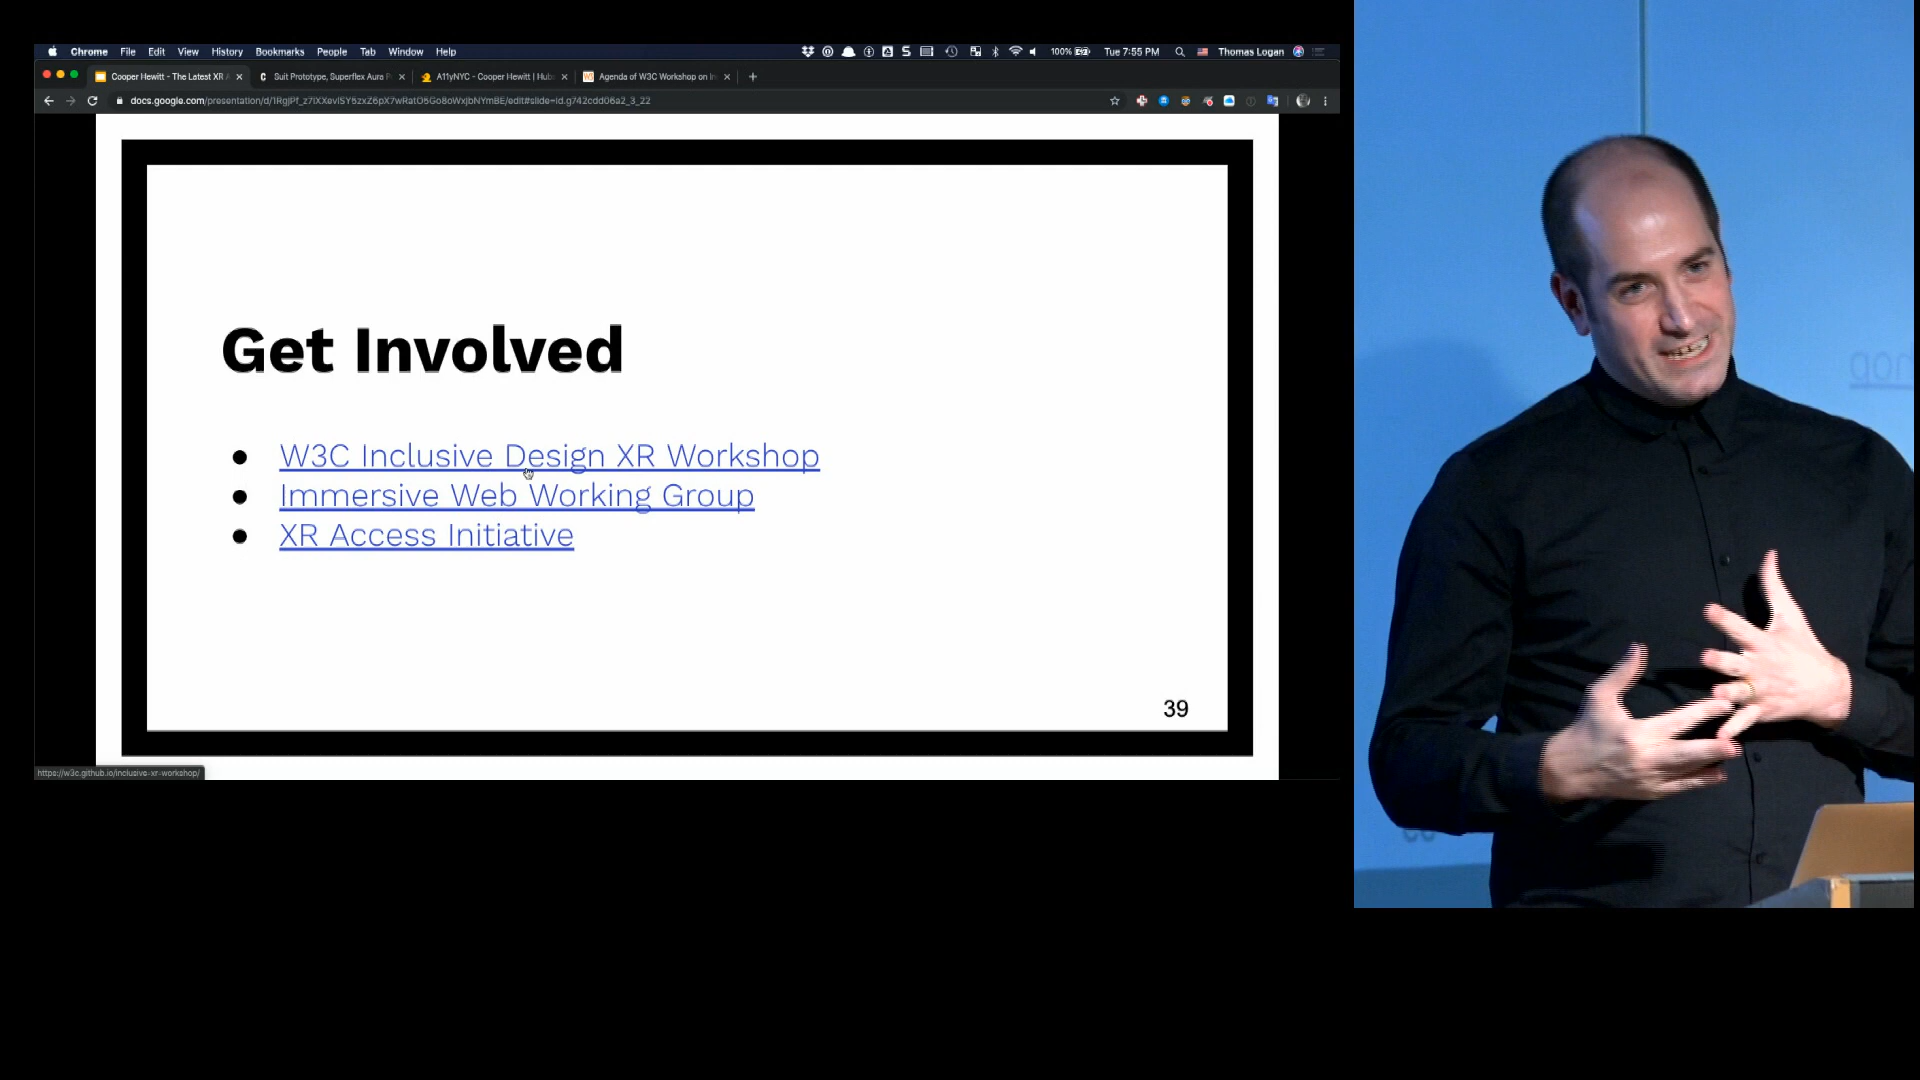 Chrome File Edit View History Bookmarks People Tab Window Help 100% Tue 7:55 PM Thomas Logan
Cooper Hewitt - The Latest XR Suit Prototype, Superflex Aura A11yNYC - Cooper Hewitt | Hub Agenda of W3C Workshop on
Get Involved
● W3C Inclusive Design XR Workshop
● Immersive Web Working Group
● XR Access Initiative
39
https://w3c.github.io/inclusive-xr-workshop/